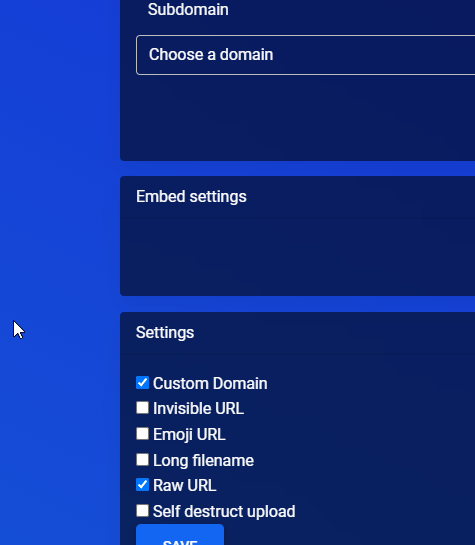 Subdomain
Choose a domain
Embed settings
Settings
Custom Domain
Invisible URL
Emoji URL
Long filename
Raw URL
Self destruct upload
SAVE